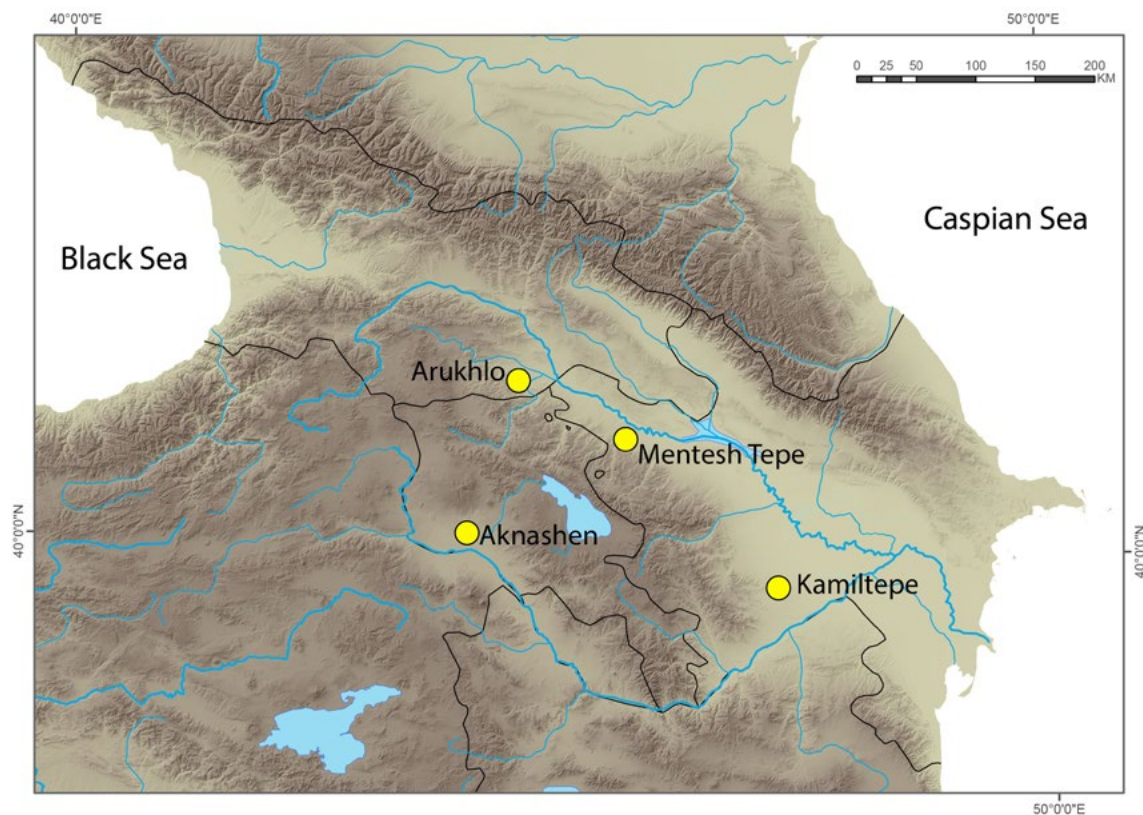 40°0'0"E
50°0'0"E
0 25 50 100 150 200
KM
Caspian Sea
Black Sea
Arukhlo
Mentesh Tepe
40°0'0"N
Aknashen
40°0'0"N
Kamiltepe
50°0'0"E